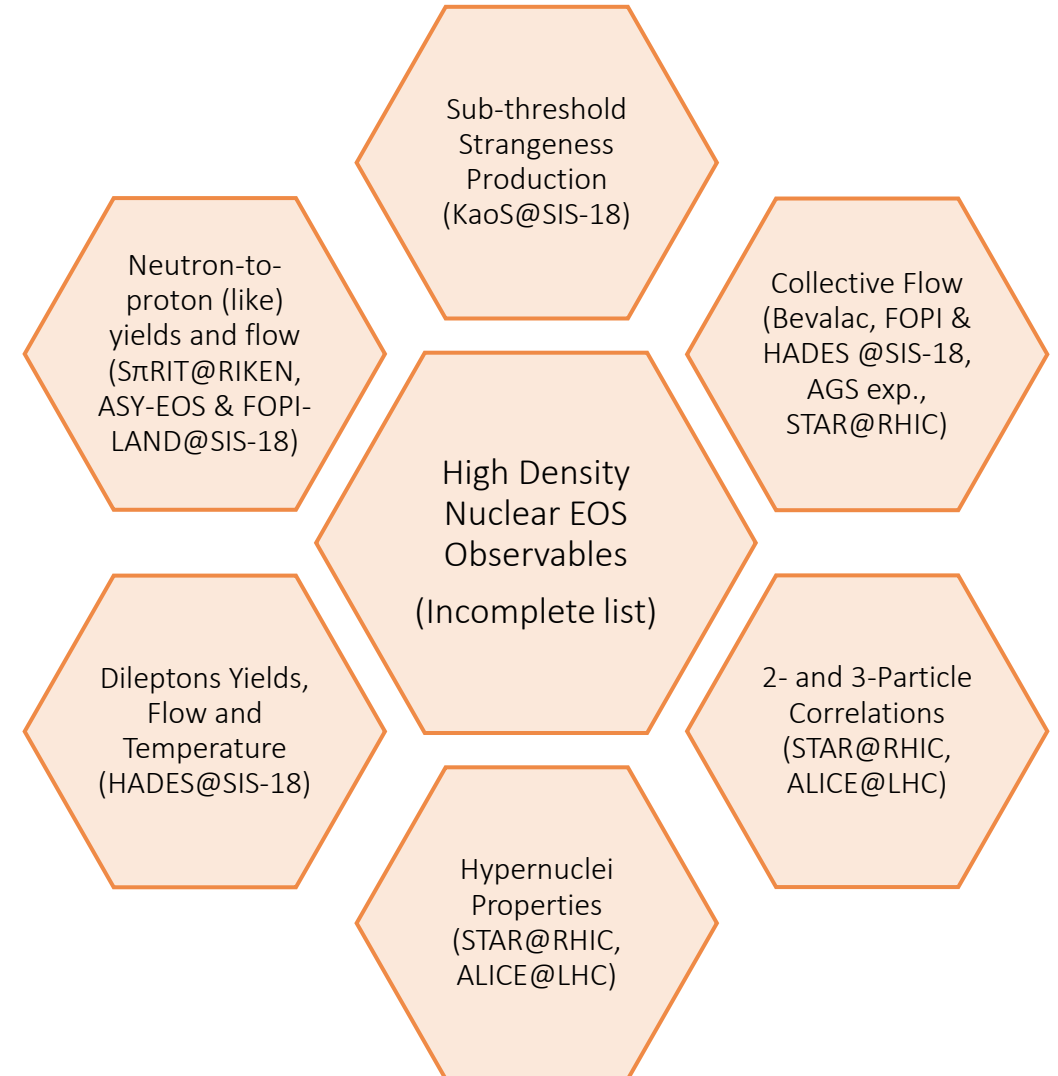 Sub-threshold
Strangeness
Production
(KaoS@SIS-18)
Neutron-to-
proton (like)
yields and flow
(SπRIT@RIKEN,
ASY-EOS & FOPI-
LAND@SIS-18)
Collective Flow
(Bevalac, FOPI &
HADES @SIS-18,
AGS exp.,
STAR@RHIC)
High Density
Nuclear EOS
Observables
(Incomplete list)
Dileptons Yields,
Flow and
Temperature
(HADES@SIS-18)
2- and 3-Particle
Correlations
(STAR@RHIC,
ALICE@LHC)
Hypernuclei
Properties
(STAR@RHIC,
ALICE@LHC)